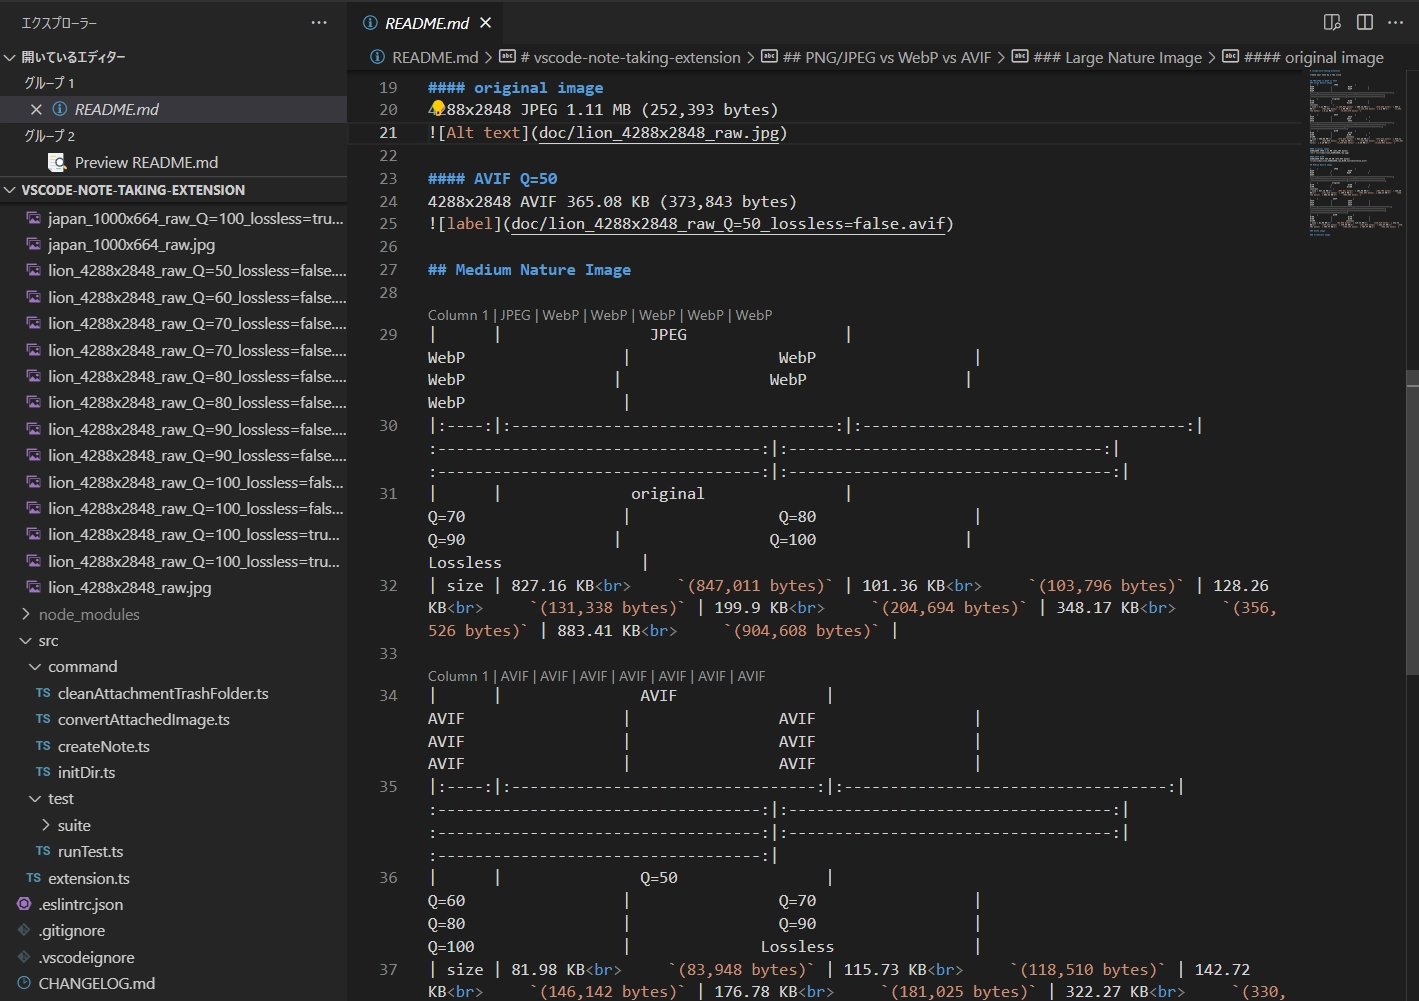 エクスプローラー
開いているエディター
グループ 1
README.md
グループ 2
Preview README.md
VSCODE-NOTE-TAKING-EXTENSION
japan_1000x664_raw_Q=100_lossless=tru...
japan_1000x664_raw.jpg
lion_4288x2848_raw_Q=50_lossless=false....
lion_4288x2848_raw_Q=60_lossless=false....
lion_4288x2848_raw_Q=70_lossless=false....
lion_4288x2848_raw_Q=70_lossless=false....
lion_4288x2848_raw_Q=80_lossless=false....
lion_4288x2848_raw_Q=80_lossless=false....
lion_4288x2848_raw_Q=90_lossless=false....
lion_4288x2848_raw_Q=90_lossless=false....
lion_4288x2848_raw_Q=100_lossless=fals...
lion_4288x2848_raw_Q=100_lossless=fals...
lion_4288x2848_raw_Q=100_lossless=tru...
lion_4288x2848_raw_Q=100_lossless=tru...
lion_4288x2848_raw.jpg
node_modules
src
command
TS cleanAttachmentTrashFolder.ts
TS convertAttachedImage.ts
TS createNote.ts
TS initDir.ts
test
suite
TS runTest.ts
TS extension.ts
.eslintrc.json
.gitignore
.vscodeignore
CHANGELOG.md
README.md
README.md > # vscode-note-taking-extension > ## PNG/JPEG vs WebP vs AVIF > ### Large Nature Image > #### original image
19 #### original image
20 4288x2848 JPEG 1.11 MB (252,393 bytes)
21 ![Alt text](doc/lion_4288x2848_raw.jpg)
22
23 #### AVIF Q=50
24 4288x2848 AVIF 365.08 KB (373,843 bytes)
25 ![label](doc/lion_4288x2848_raw_Q=50_lossless=false.avif)
26
27 ## Medium Nature Image
28
Column 1 | JPEG | WebP | WebP | WebP | WebP | WebP
29 | | JPEG |
WebP | WebP |
WebP | WebP |
WebP |
30 |:----:|:-----------------------------------:|:-----------------------------------:|
:-----------------------------------:|:----------------------------------:|
:-----------------------------------:|:-----------------------------------:|
31 | | original |
Q=70 | Q=80 |
Q=90 | Q=100 |
Lossless |
32 | size | 827.16 KB<br> `(847,011 bytes)` | 101.36 KB<br> `(103,796 bytes)` | 128.26
KB<br> `(131,338 bytes)` | 199.9 KB<br> `(204,694 bytes)` | 348.17 KB<br> `(356,
526 bytes)` | 883.41 KB<br> `(904,608 bytes)` |
33
Column 1 | AVIF | AVIF | AVIF | AVIF | AVIF | AVIF | AVIF
34 | | AVIF |
AVIF | AVIF |
AVIF | AVIF |
AVIF | AVIF |
35 |:----:|:---------------------------------:|:-----------------------------------:|
:-----------------------------------:|:-----------------------------------:|
:-----------------------------------:|:-----------------------------------:|
:-----------------------------------:|
36 | | Q=50 |
Q=60 | Q=70 |
Q=80 | Q=90 |
Q=100 | Lossless |
37 | size | 81.98 KB<br> `(83,948 bytes)` | 115.73 KB<br> `(118,510 bytes)` | 142.72
KB<br> `(146,142 bytes)` | 176.78 KB<br> `(181,025 bytes)` | 322.27 KB<br> `(330,